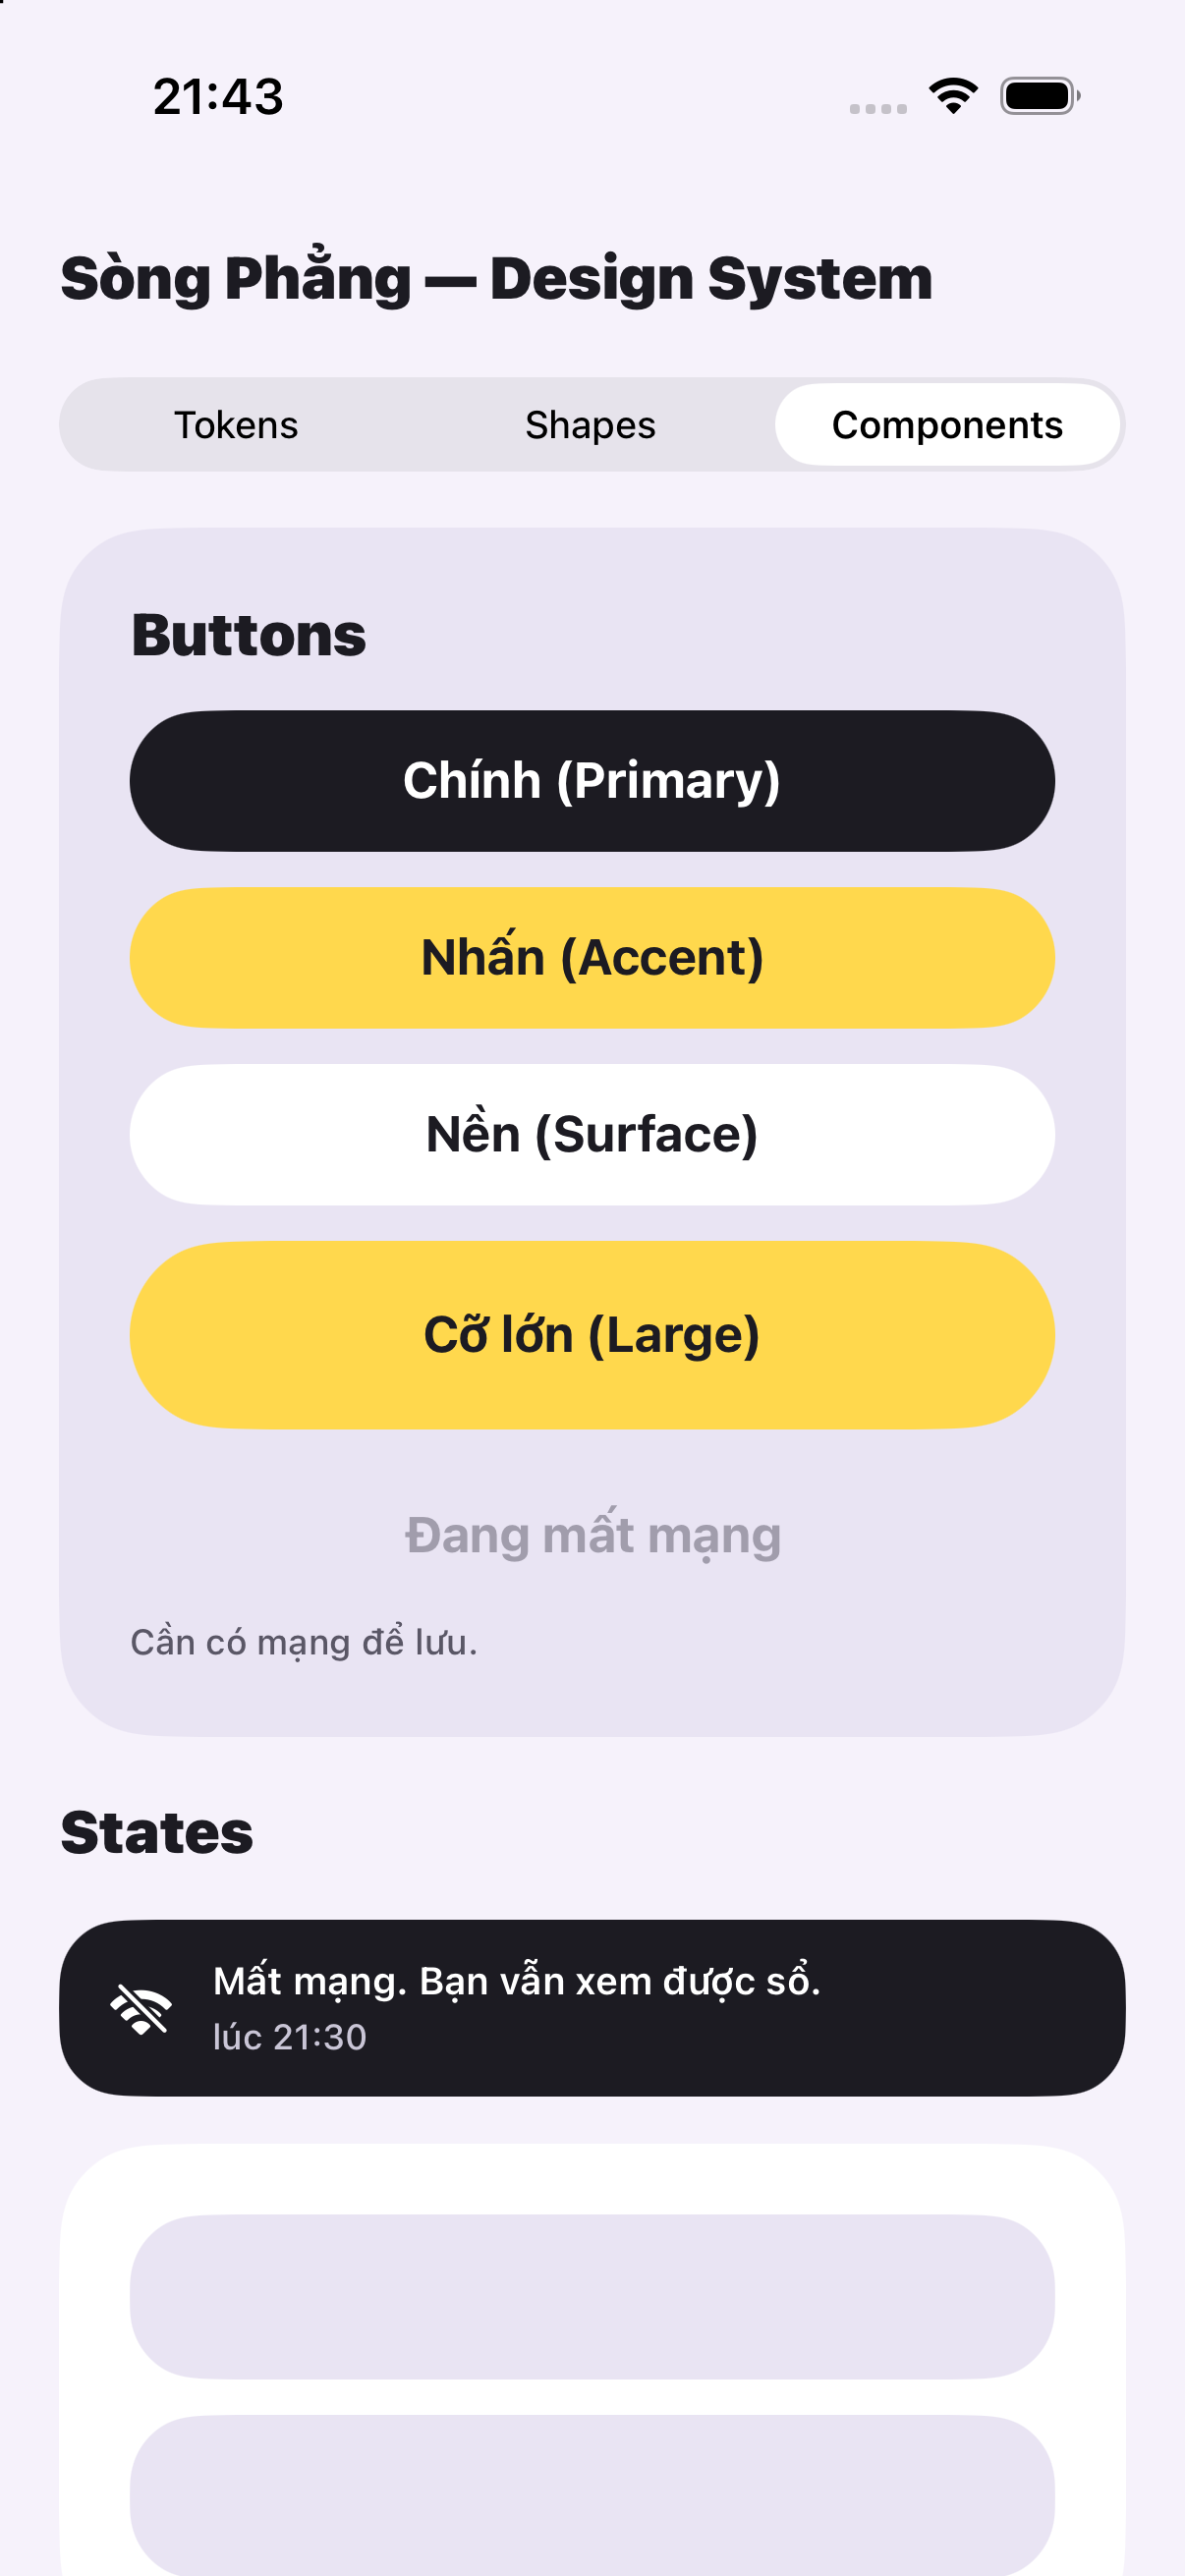 21:43
Sòng Phẳng — Design System
Tokens
Shapes
Components
Buttons
Chính (Primary)
Nhấn (Accent)
Nền (Surface)
Cỡ lớn (Large)
Đang mất mạng
Cần có mạng để lưu.
States
Mất mạng. Bạn vẫn xem được sổ.
lúc 21:30